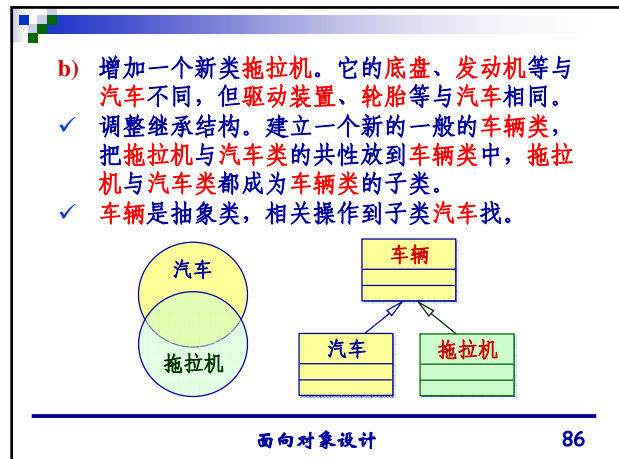 b) 增加一个新类拖拉机。它的底盘、发动机等与
汽车不同，但驱动装置、轮胎等与汽车相同。
✓ 调整继承结构。建立一个新的一般的车辆类，
把拖拉机与汽车类的共性放到车辆类中，拖拉
机与汽车类都成为车辆类的子类。
✓ 车辆是抽象类，相关操作到子类汽车找。
汽车
拖拉机
车辆
汽车
拖拉机
面向对象设计
86